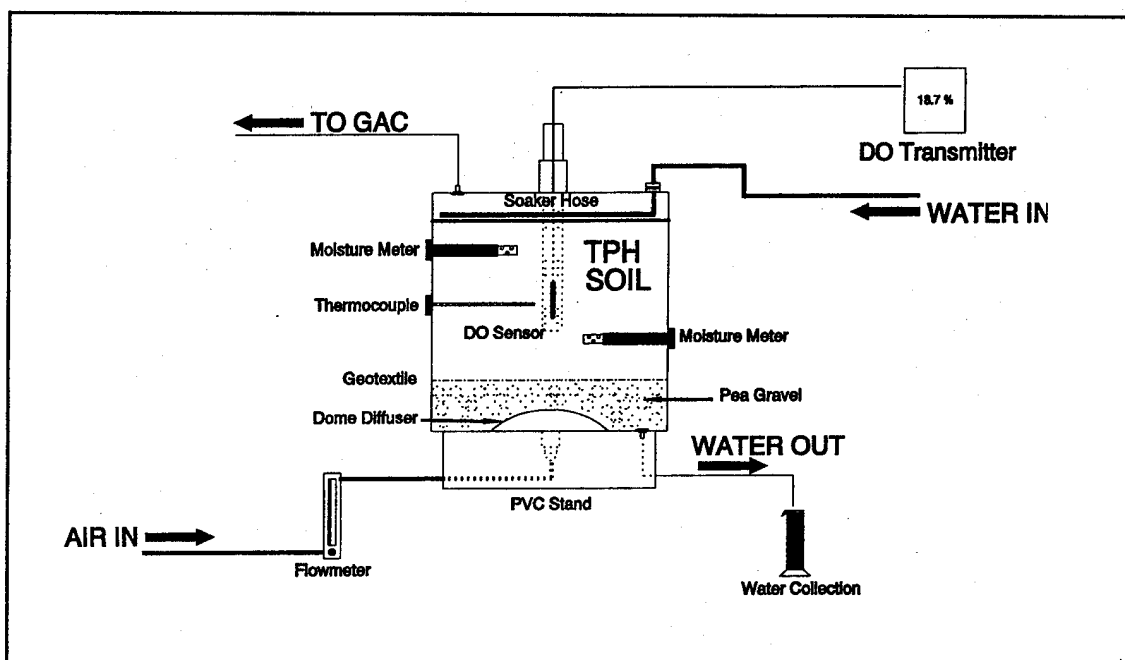 TO GAC
18.7 %
DO Transmitter
Soaker Hose
WATER IN
Moisture Meter
TPH
SOIL
Thermocouple
DO Sensor
Moisture Meter
Geotextile
Pea Gravel
Dome Diffuser
WATER OUT
PVC Stand
AIR IN
Flowmeter
Water Collection